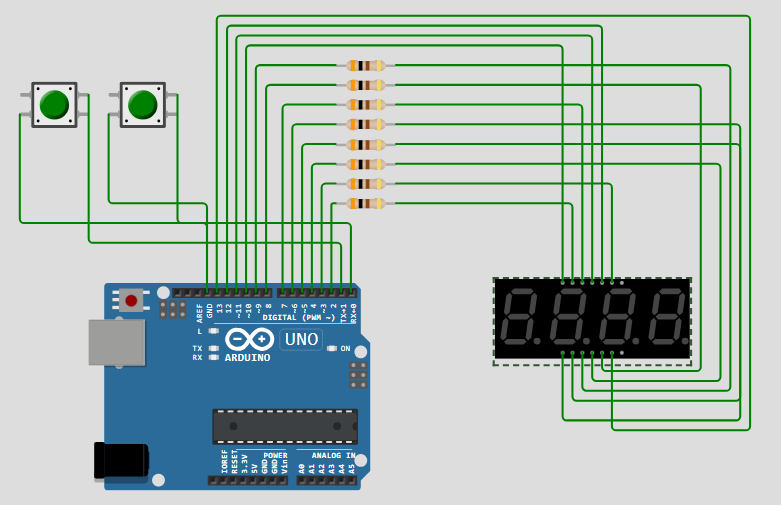 AREF
GND
13
12
~11
~10
~9
8
7
~6
~5
4
~3
2
TX→1
RX←0
DIGITAL (PWM ~)
L
TX
RX
UNO
ON
ARDUINO
IOREF
RESET
3.3V
5V
GND
GND
Vin
POWER
ANALOG IN
A0
A1
A2
A3
A4
A5